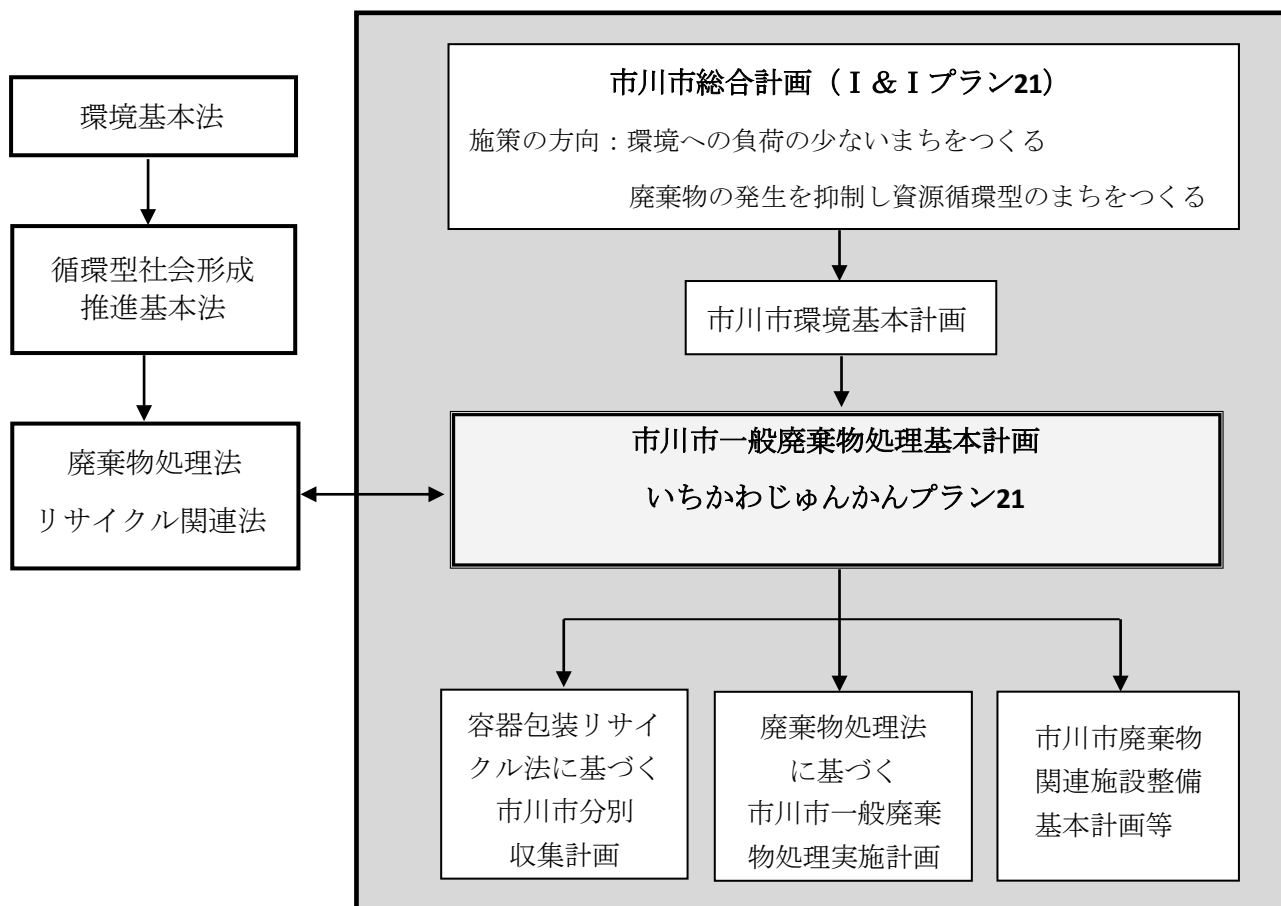 環境基本法
循環型社会形成
推進基本法
廃棄物処理法
リサイクル関連法
市川市総合計画（Ｉ＆Ｉプラン21）
施策の方向：環境への負荷の少ないまちをつくる
廃棄物の発生を抑制し資源循環型のまちをつくる
市川市環境基本計画
市川市一般廃棄物処理基本計画
いちかわじゅんかんプラン21
容器包装リサイ
クル法に基づく
市川市分別
収集計画
廃棄物処理法
に基づく
市川市一般廃棄
物処理実施計画
市川市廃棄物
関連施設整備
基本計画等